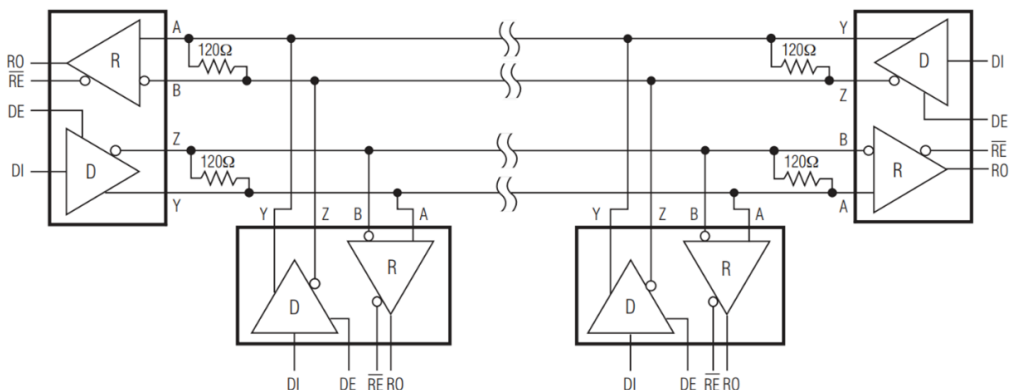 A Y
120Ω 120Ω
RO R D DI
RE
B Z
DE DE
Z B
120Ω 120Ω RE
DI D R RO
Y A
Y Z B A Y Z B A
R R
D D
DI DE RE RO DI DE RE RO